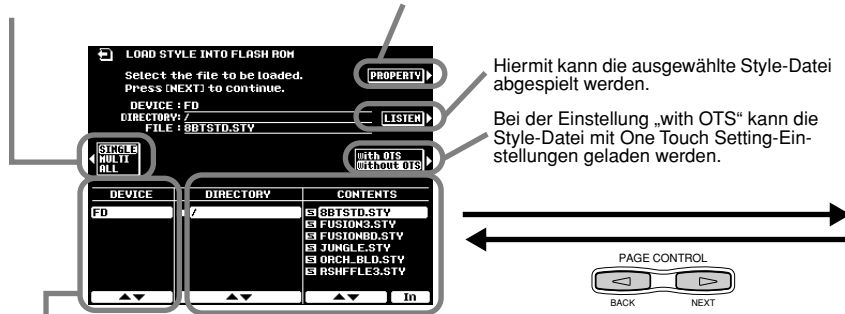 LOAD STYLE INTO FLASH ROM
Select the file to be loaded.
Press [NEXT] to continue.
PROPERTY
DEVICE : FD
DIRECTORY: /
FILE : 8BTSTD.STY
LISTEN
SINGLE
MULTI
ALL
with OTS
without OTS
DEVICE DIRECTORY CONTENTS
FD / S 8BTSTD.STY
S FUSION3.STY
S FUSIONBD.STY
S JUNGLE.STY
S ORCH_BLD.STY
S RSHFFLE3.STY
In
Hiermit kann die ausgewählte Style-Datei
abgespielt werden.
Bei der Einstellung „with OTS“ kann die
Style-Datei mit One Touch Setting-Ein-
stellungen geladen werden.
PAGE CONTROL
BACK NEXT